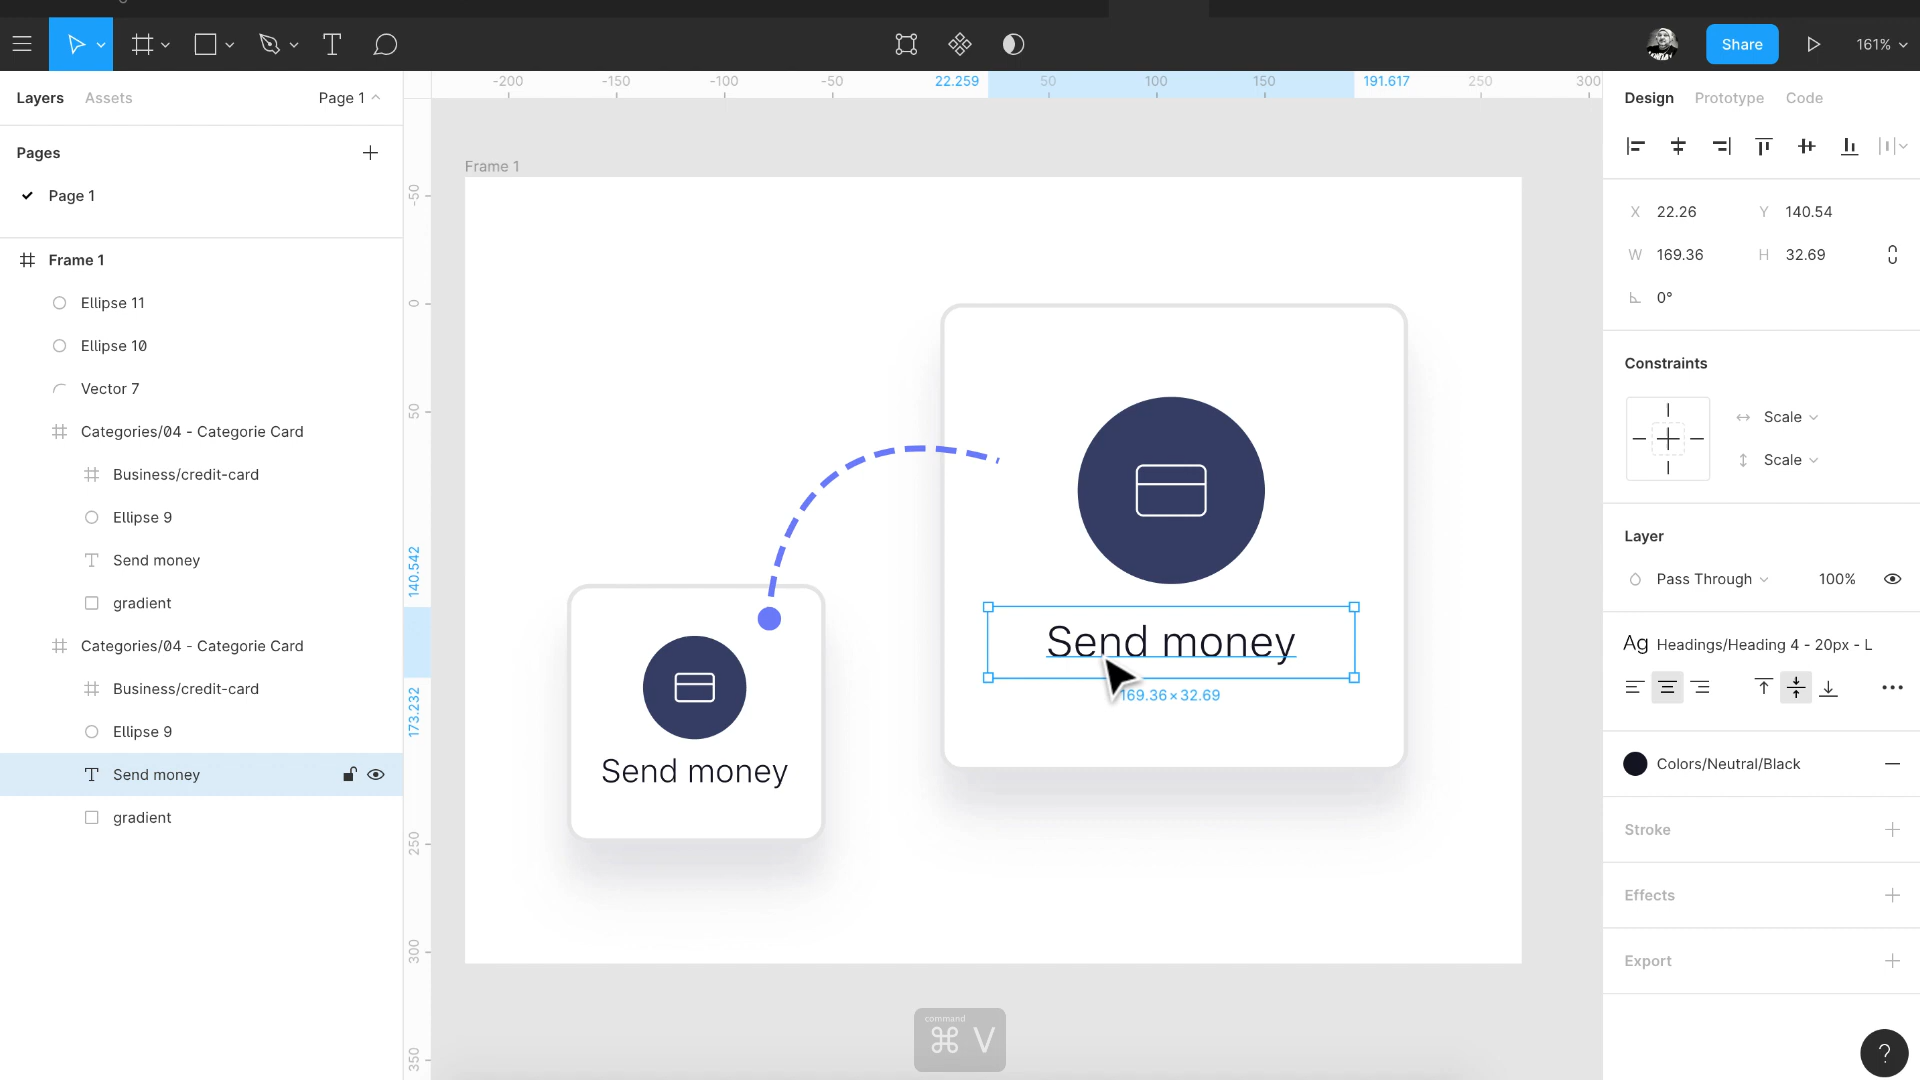 Share
161%
Layers
Assets
Page 1
Pages
Page 1
Frame 1
Ellipse 11
Ellipse 10
Vector 7
Categories/04 - Categorie Card
Business/credit-card
Ellipse 9
Send money
gradient
Categories/04 - Categorie Card
Business/credit-card
Ellipse 9
Send money
gradient
-200 -150 -100 -50 22.259 50 100 150 191.617 250 300
-50
0
50
140.542
173.232
250
300
350
Frame 1
Send money
Send money
169.36 × 32.69
command
⌘ V
Design
Prototype
Code
X 22.26 Y 140.54
W 169.36 H 32.69
0°
Constraints
Scale
Scale
Layer
Pass Through 100%
Ag Headings/Heading 4 - 20px - L
Colors/Neutral/Black
Stroke
Effects
Export
?